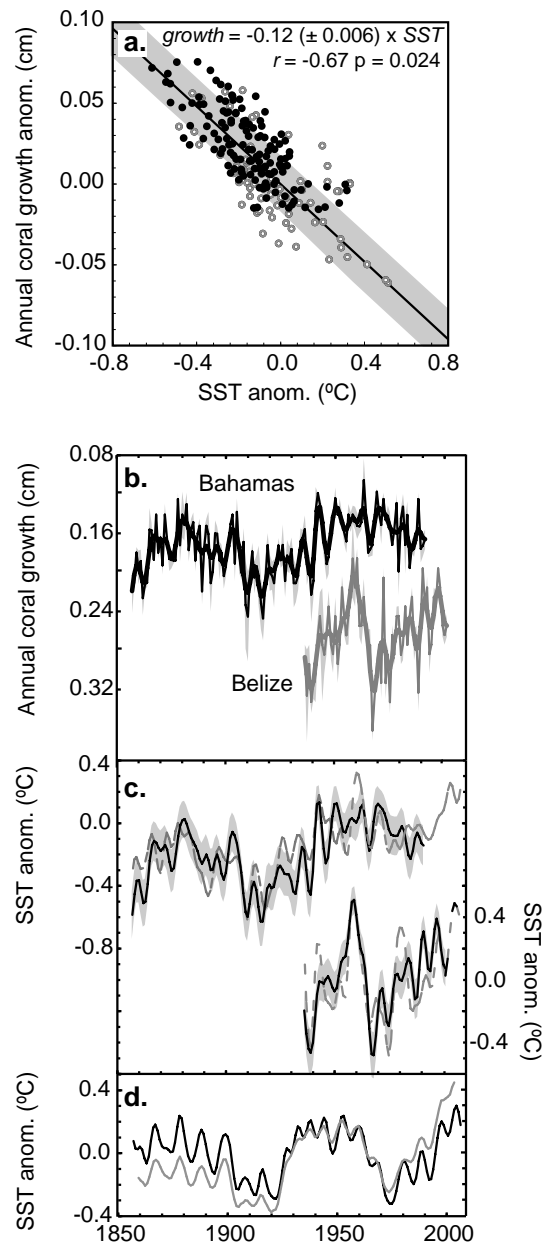 a.
growth = -0.12 (± 0.006) x SST
r = -0.67 p = 0.024
Annual coral growth anom. (cm)
0.10
0.05
0.00
-0.05
-0.10
-0.8 -0.4 0.0 0.4 0.8
SST anom. (ºC)
b.
Bahamas
Belize
Annual coral growth (cm)
0.08
0.16
0.24
0.32
0.4
c.
SST anom. (ºC)
0.4
0.0
-0.4
-0.8
SST anom. (ºC)
0.4
0.0
-0.4
d.
SST anom. (ºC)
0.4
0.0
-0.4
1850 1900 1950 2000